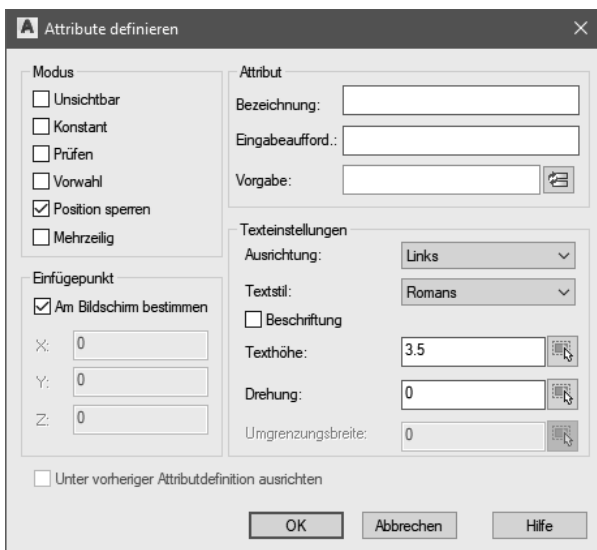 A Attribute definieren
Modus
Unsichtbar
Konstant
Prüfen
Vorwahl
Position sperren
Mehrzeilig
Einfügepunkt
Am Bildschirm bestimmen
X: 0
Y: 0
Z: 0
Attribut
Bezeichnung:
Eingabeaufford.:
Vorgabe:
Texteinstellungen
Ausrichtung: Links
Textstil: Romans
Beschriftung
Texthöhe: 3.5
Drehung: 0
Umgrenzungsbreite: 0
Unter vorheriger Attributdefinition ausrichten
OK Abbrechen Hilfe